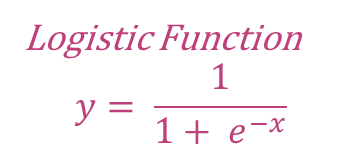 Logistic Function
y = 1 / (1 + e^{-x})